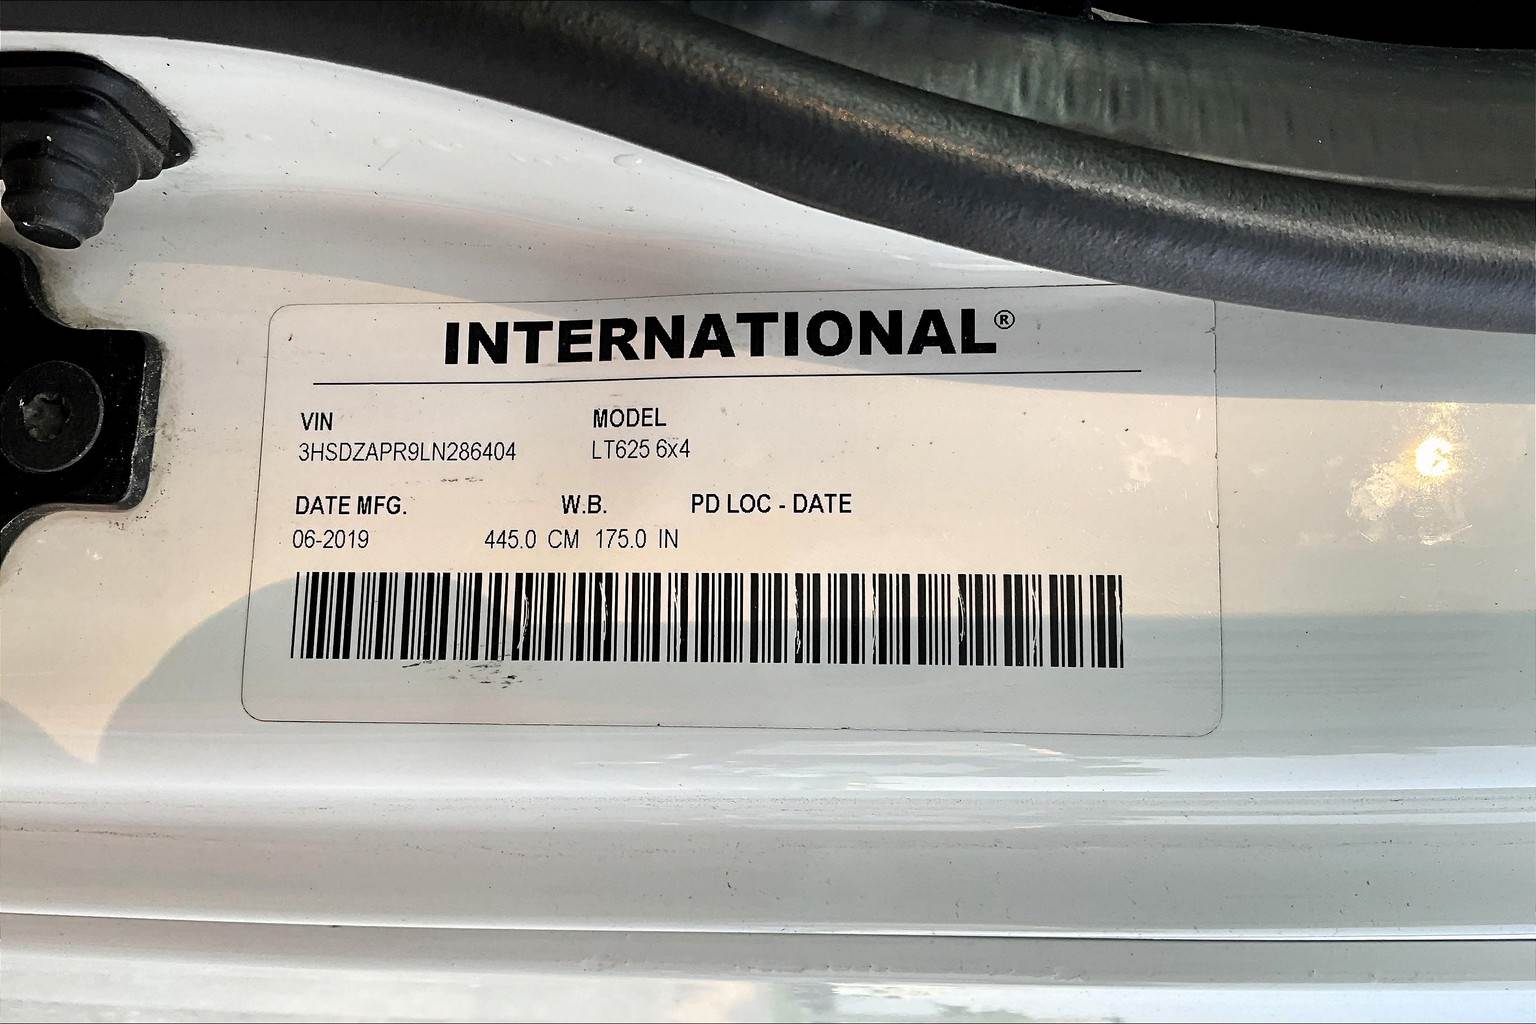 INTERNATIONAL®
VIN MODEL
3HSDZAPR9LN286404 LT625 6x4
DATE MFG. W.B. PD LOC - DATE
06-2019 445.0 CM 175.0 IN